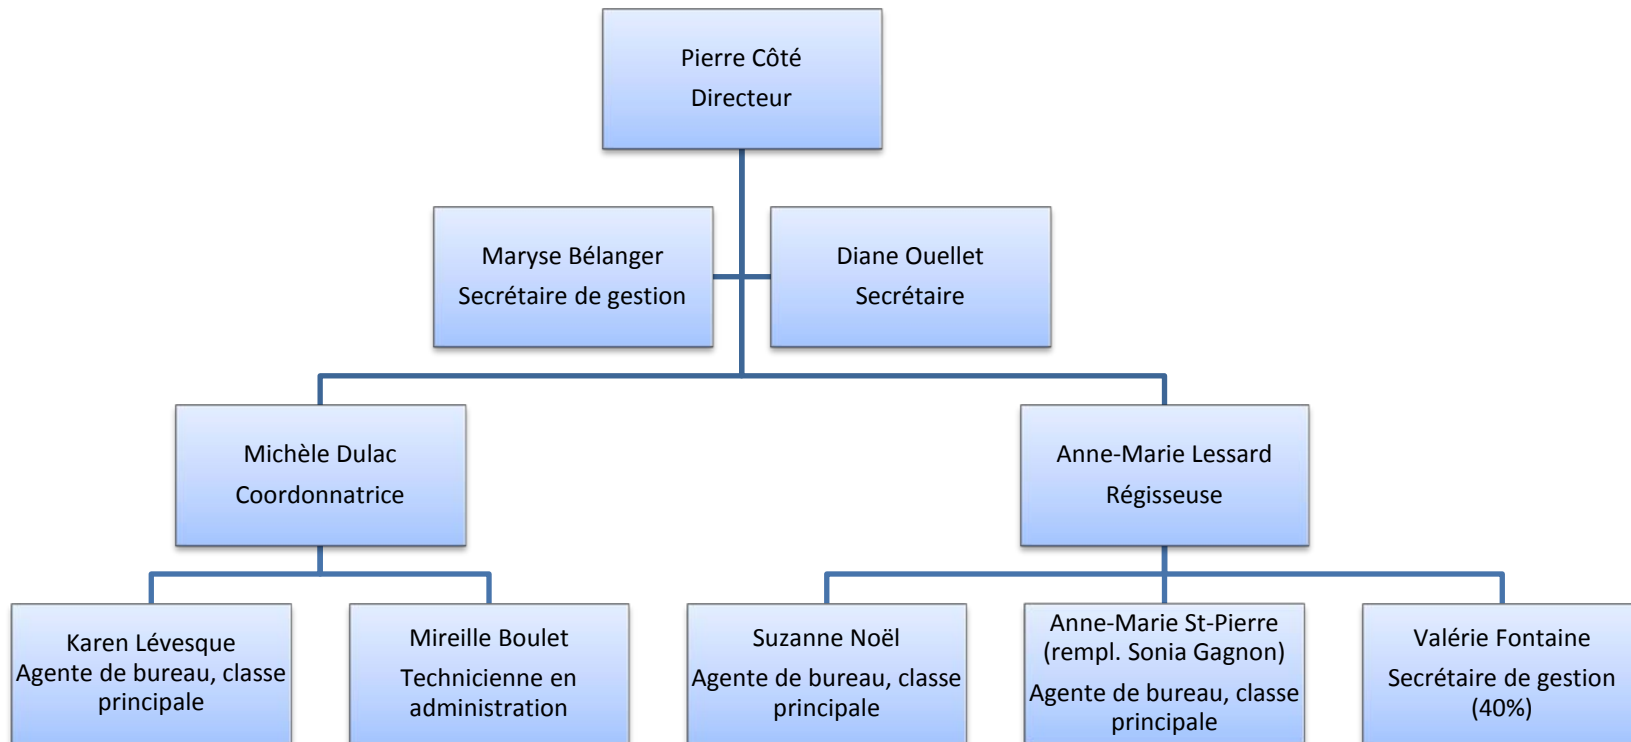 Pierre Côté
Directeur
Maryse Bélanger
Secrétaire de gestion
Diane Ouellet
Secrétaire
Michèle Dulac
Coordonnatrice
Anne-Marie Lessard
Régisseuse
Karen Lévesque
Agente de bureau, classe
principale
Mireille Boulet
Technicienne en
administration
Suzanne Noël
Agente de bureau, classe
principale
Anne-Marie St-Pierre
(rempl. Sonia Gagnon)
Agente de bureau, classe
principale
Valérie Fontaine
Secrétaire de gestion
(40%)